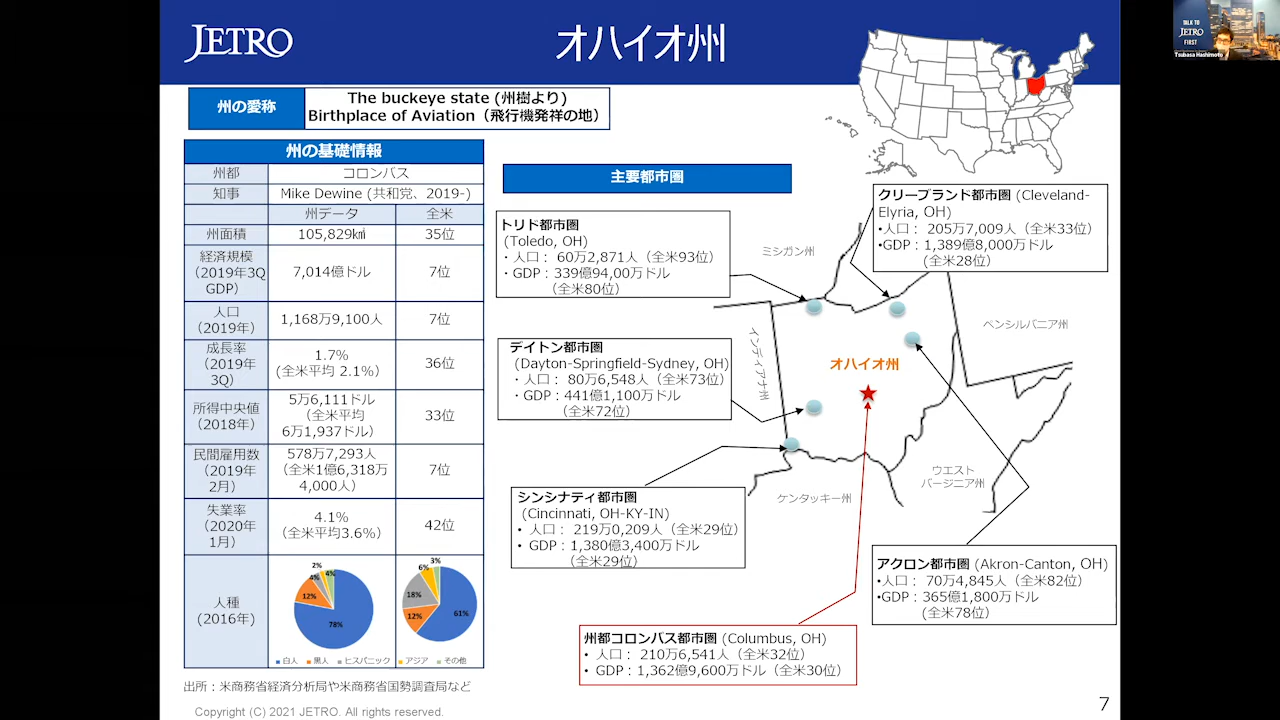 JETRO
オハイオ州
TALK TO
JETRO
FIRST
Tsubasa Hashimoto
州の愛称
The buckeye state (州樹より)
Birthplace of Aviation（飛行機発祥の地）
州の基礎情報
州都 コロンバス
知事 Mike Dewine (共和党、2019-)
州データ 全米
州面積 105,829㎢ 35位
経済規模
（2019年3Q
GDP）
7,014億ドル 7位
人口
（2019年）
1,168万9,100人 7位
成長率
（2019年
3Q）
1.7%
（全米平均 2.1%）
36位
所得中央値
（2018年）
5万6,111ドル
（全米平均
6万1,937ドル）
33位
民間雇用数
（2019年
2月）
578万7,293人
（全米1億6,318万
4,000人）
7位
失業率
（2020年
1月）
4.1%
（全米平均3.6%）
42位
人種
(2016年)
78%
12%
4%
2%
4%
61%
12%
18%
6%
3%
白人 黒人 ヒスパニック アジア その他
出所：米商務省経済分析局や米商務省国勢調査局など
Copyright (C) 2021 JETRO. All rights reserved.
主要都市圏
トリド都市圏
(Toledo, OH)
・人口： 60万2,871人（全米93位）
・GDP：339億94,00万ドル
（全米80位）
デイトン都市圏
(Dayton-Springfield-Sydney, OH)
・人口： 80万6,548人（全米73位）
・GDP：441億1,100万ドル
（全米72位）
シンシナティ都市圏
(Cincinnati, OH-KY-IN)
• 人口： 219万0,209人（全米29位）
• GDP：1,380億3,400万ドル
（全米29位）
州都コロンバス都市圏 (Columbus, OH)
• 人口： 210万6,541人（全米32位）
• GDP：1,362億9,600万ドル（全米30位）
クリーブランド都市圏 (Cleveland-
Elyria, OH)
•人口： 205万7,009人（全米33位）
•GDP：1,389億8,000万ドル
（全米28位）
アクロン都市圏 (Akron-Canton, OH)
•人口： 70万4,845人（全米82位）
•GDP：365億1,800万ドル
（全米78位）
ミシガン州
インディアナ州
オハイオ州
ペンシルバニア州
ウエスト
バージニア州
ケンタッキー州
7